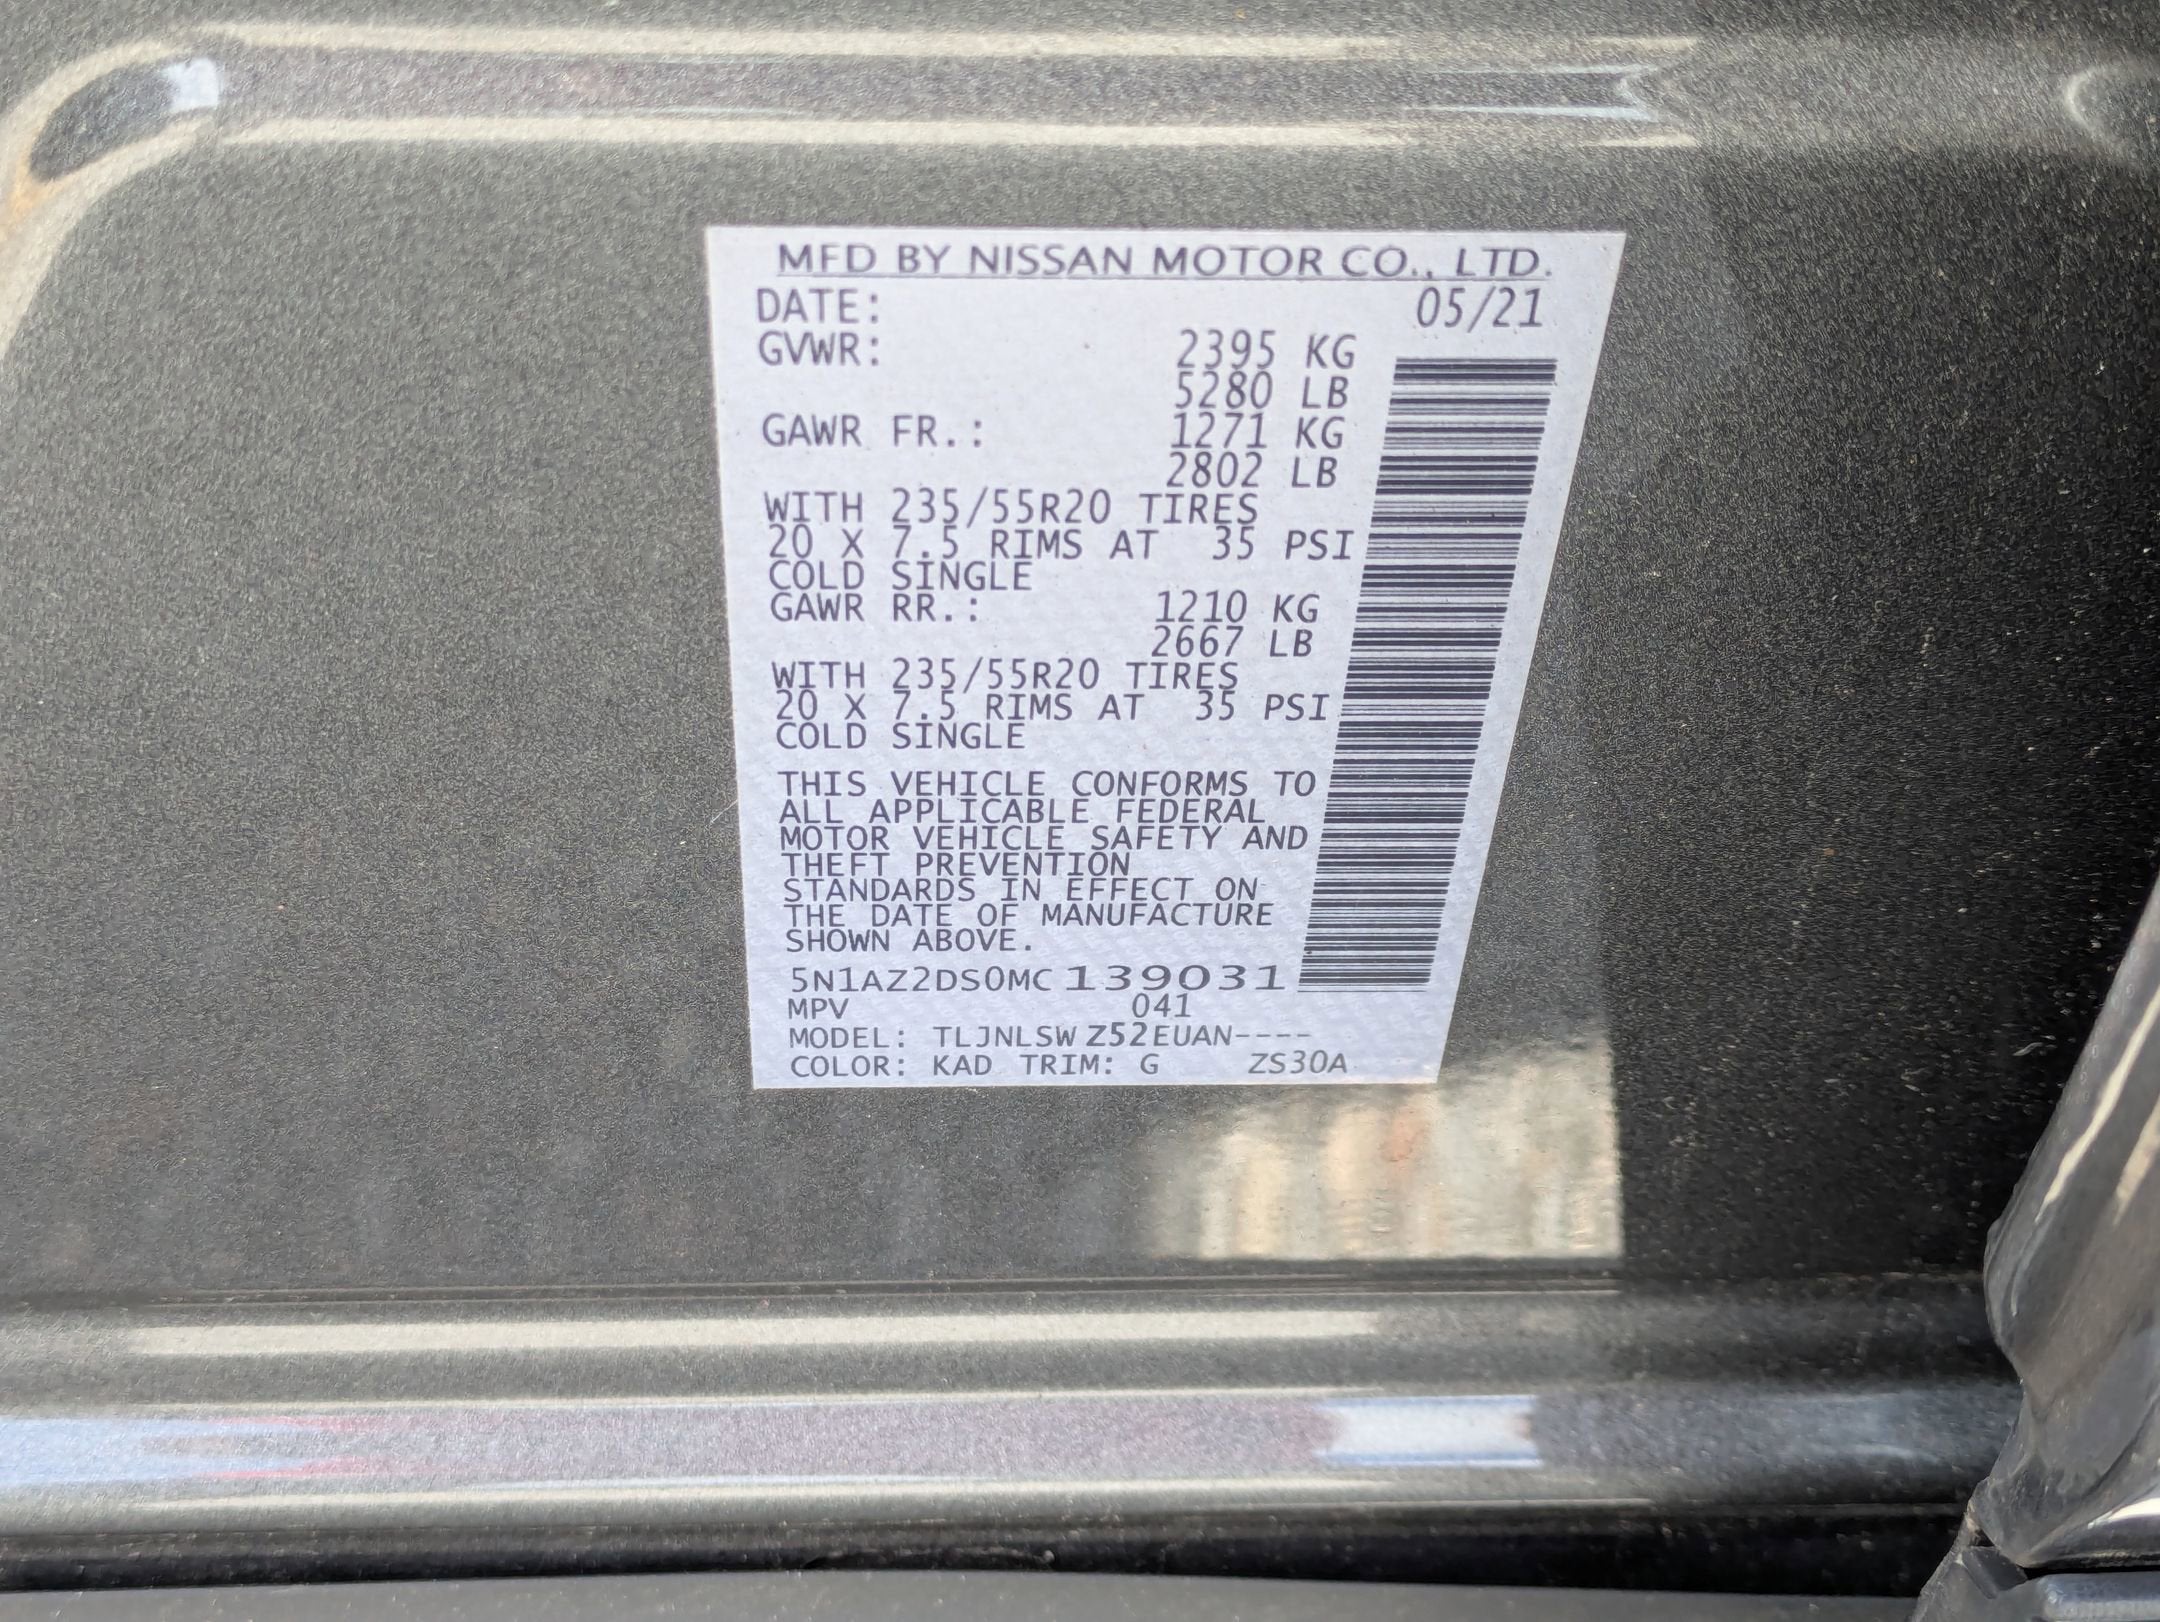 MFD BY NISSAN MOTOR CO., LTD.
DATE: 05/21
GVWR: 2395 KG
5280 LB
GAWR FR.: 1271 KG
2802 LB
WITH 235/55R20 TIRES
20 X 7.5 RIMS AT 35 PSI
COLD SINGLE
GAWR RR.: 1210 KG
2667 LB
WITH 235/55R20 TIRES
20 X 7.5 RIMS AT 35 PSI
COLD SINGLE
THIS VEHICLE CONFORMS TO
ALL APPLICABLE FEDERAL
MOTOR VEHICLE SAFETY AND
THEFT PREVENTION
STANDARDS IN EFFECT ON
THE DATE OF MANUFACTURE
SHOWN ABOVE.
5N1AZ2DS0MC139031
MPV 041
MODEL: TLJNLSWZ52EUAN----
COLOR: KAD TRIM: G ZS30A